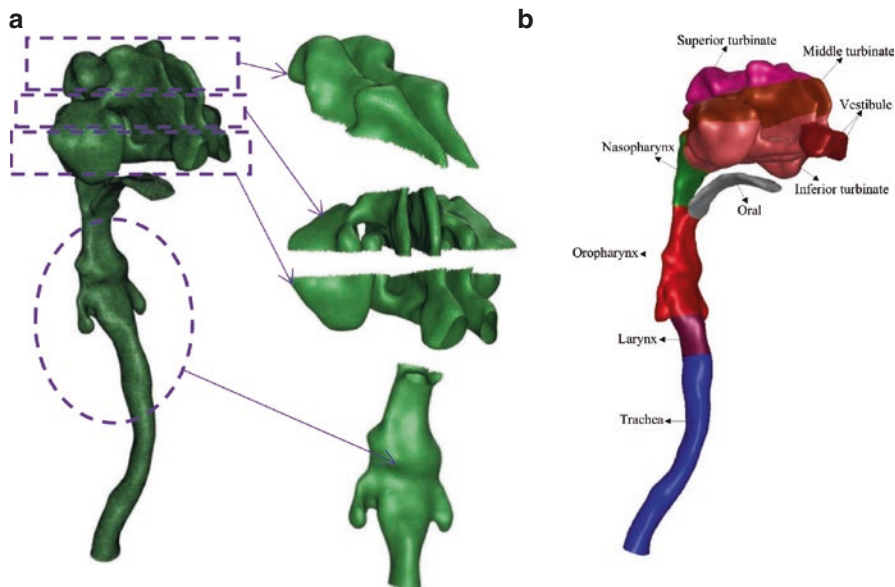 a
b
Superior turbinate
Middle turbinate
Vestibule
Nasopharynx
Inferior turbinate
Oral
Oropharynx
Larynx
Trachea